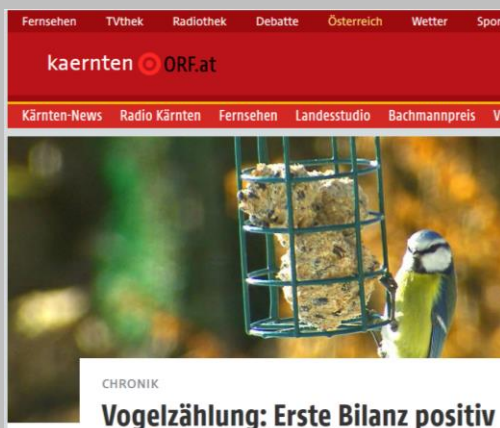 Fernsehen TVthek Radiothek Debatte Österreich Wetter Spor
kaernten ORF.at
Kärnten-News Radio Kärnten Fernsehen Landesstudio Bachmannpreis V
CHRONIK
Vogelzählung: Erste Bilanz positiv